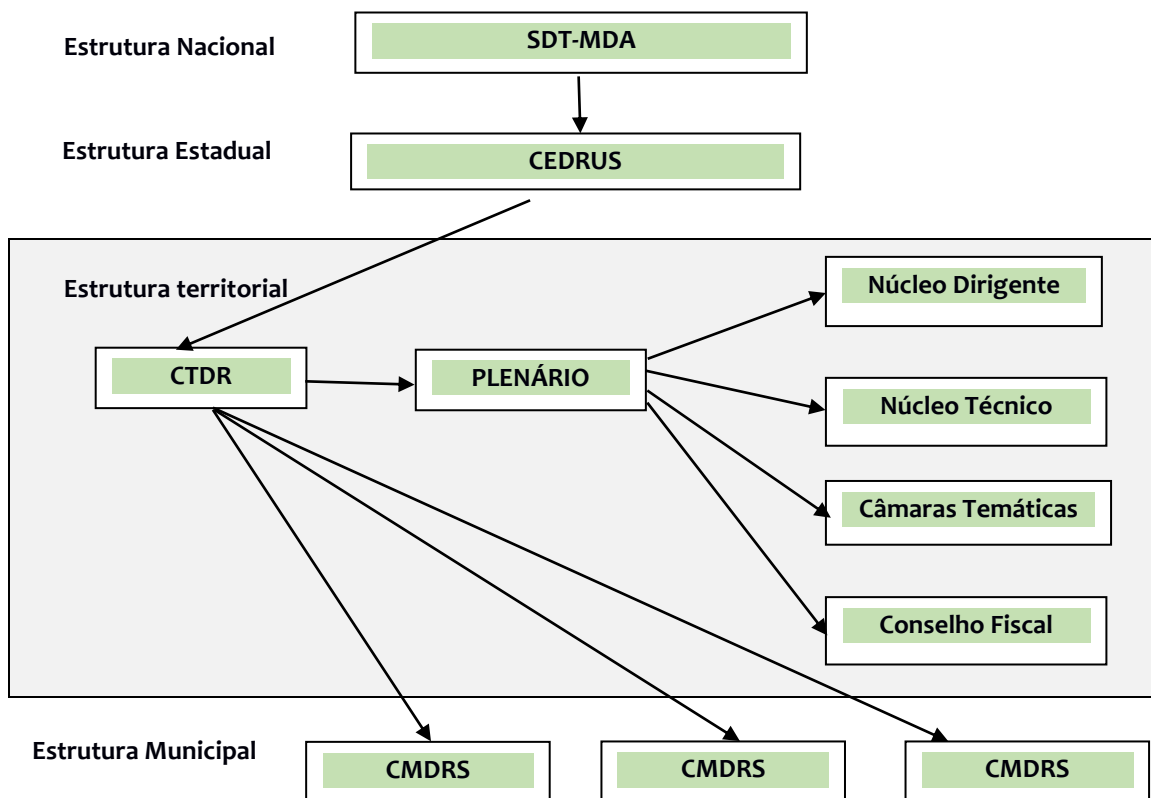 Estrutura Nacional
SDT-MDA
Estrutura Estadual
CEDRUS
Estrutura territorial
Núcleo Dirigente
CTDR
PLENÁRIO
Núcleo Técnico
Câmaras Temáticas
Conselho Fiscal
Estrutura Municipal
CMDRS
CMDRS
CMDRS